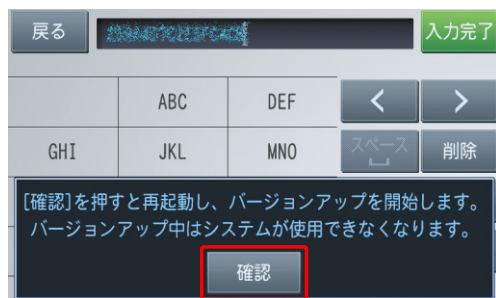 戻る
入力完了
ABC
DEF
<
>
GHI
JKL
MNO
スペース
削除
[確認]を押すと再起動し、バージョンアップを開始します。
バージョンアップ中はシステムが使用できなくなります。
確認